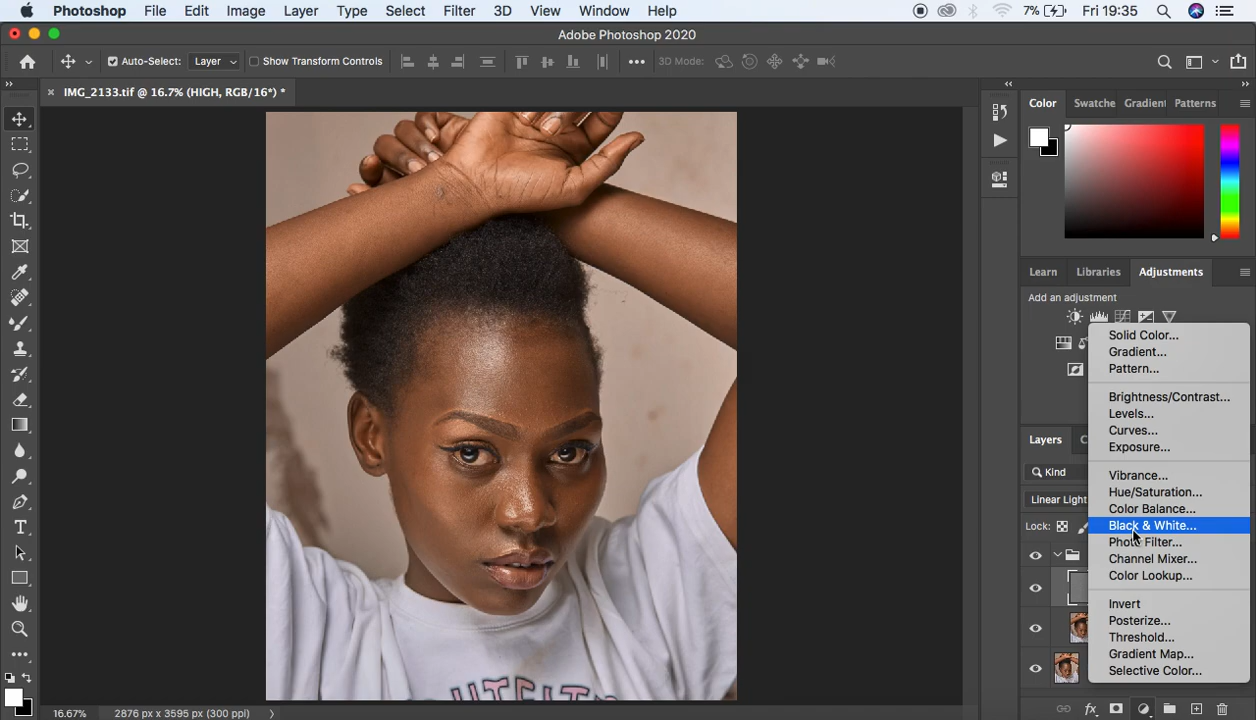 Photoshop File Edit Image Layer Type Select Filter 3D View Window Help 7% Fri 19:35
Adobe Photoshop 2020
Auto-Select: Layer Show Transform Controls 3D Mode:
× IMG_2133.tif @ 16.7% (HIGH, RGB/16*) *
Color Swatche Gradient Patterns
Learn Libraries Adjustments
Add an adjustment
Solid Color...
Gradient...
Pattern...
Brightness/Contrast...
Levels...
Curves...
Exposure...
Vibrance...
Hue/Saturation...
Color Balance...
Black & White...
Photo Filter...
Channel Mixer...
Color Lookup...
Invert
Posterize...
Threshold...
Gradient Map...
Selective Color...
Layers C
Kind
Linear Light
Lock:
fx
16.67% 2876 px x 3595 px (300 ppi)